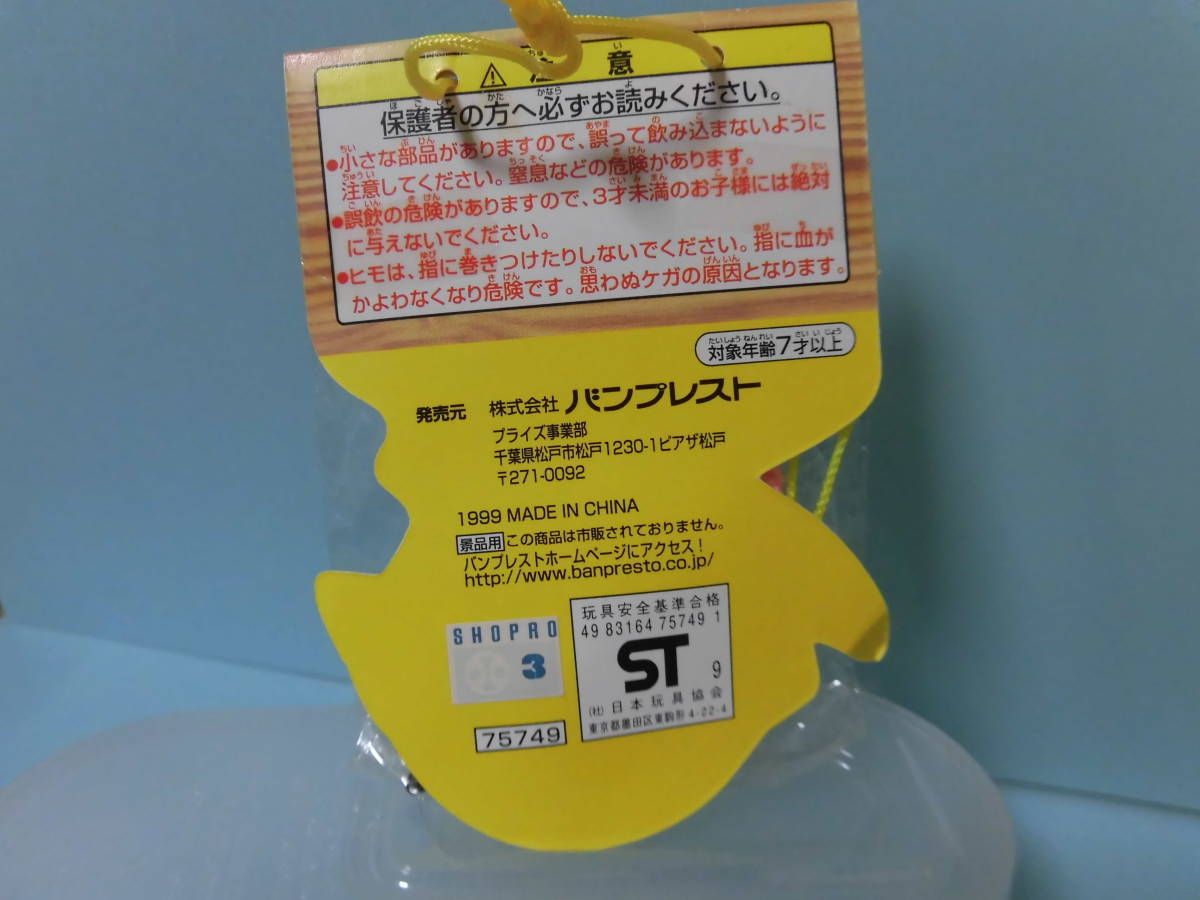 ⚠ 注意
保護者の方へ必ずお読みください。
●小さな部品がありますので、誤って飲み込まないように
注意してください。窒息などの危険があります。
●誤飲の危険がありますので、3才未満のお子様には絶対
に与えないでください。
●ヒモは、指に巻きつけたりしないでください。指に血が
かよわなくなり危険です。思わぬケガの原因となります。
対象年齢7才以上
発売元 株式会社 バンプレスト
プライズ事業部
千葉県松戸市松戸1230-1ピアザ松戸
〒271-0092
1999 MADE IN CHINA
景品用 この商品は市販されておりません。
バンプレストホームページにアクセス!
http://www.banpresto.co.jp/
SHOPRO
3
玩具安全基準合格
49 83164 75749 1
ST 9
(社)日本玩具協会
東京都墨田区東駒形4-22-4
75749